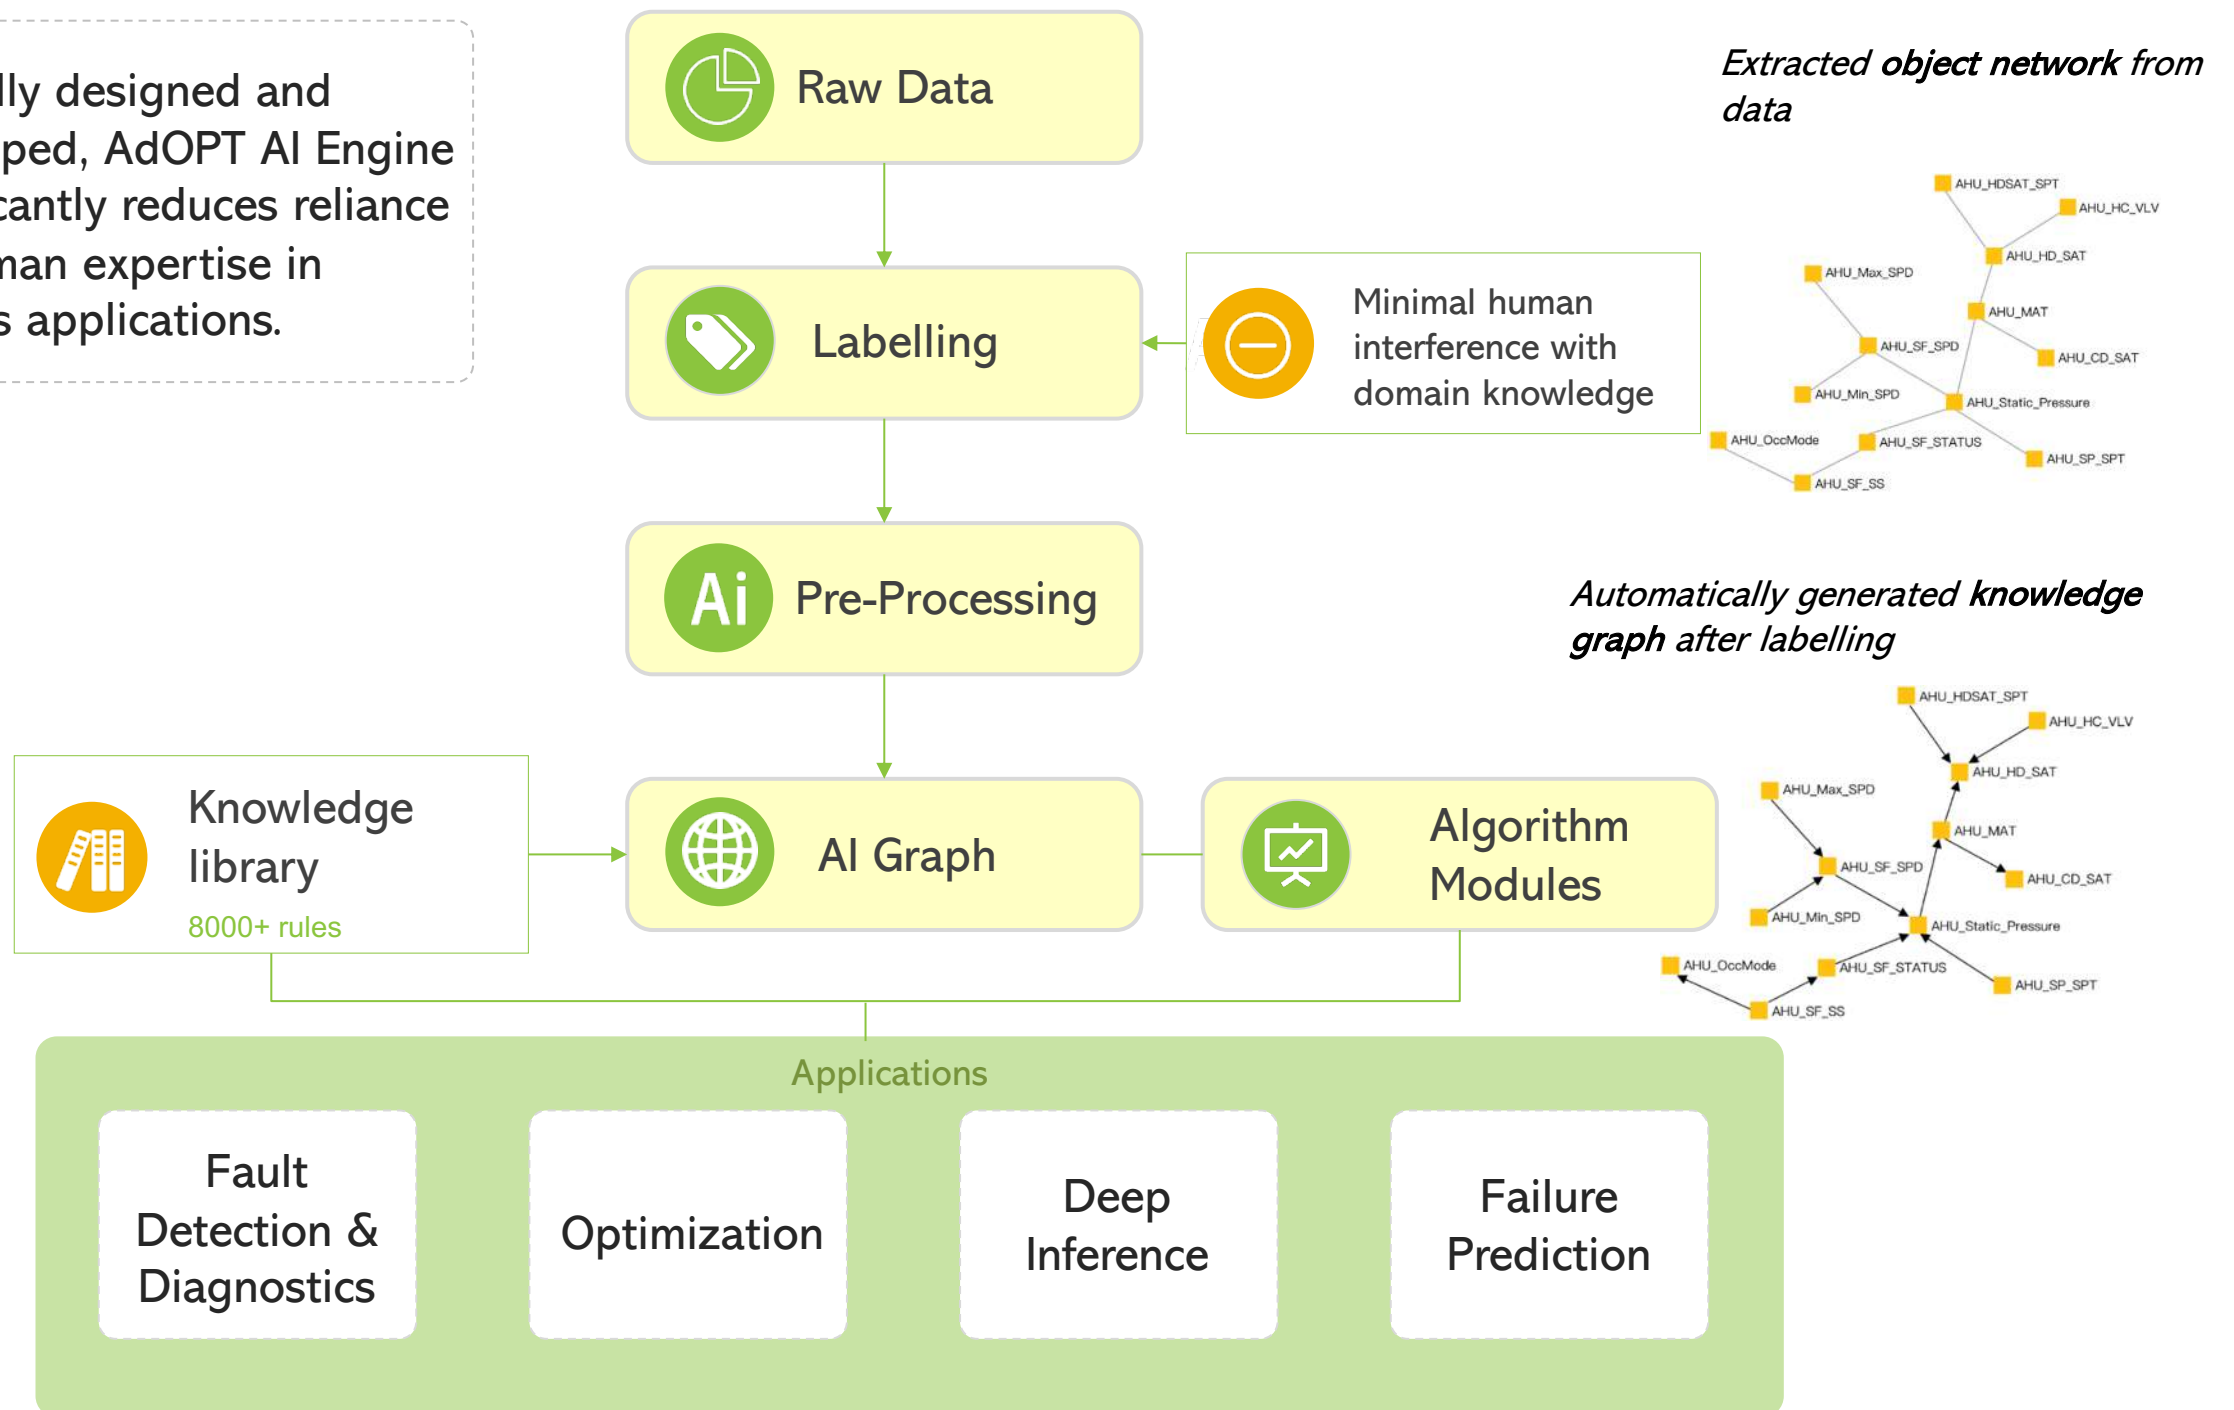 lly designed and
ped, AdOPT AI Engine
cantly reduces reliance
man expertise in
s applications.
Raw Data
Labelling
Minimal human
interference with
domain knowledge
Pre-Processing
Ai
Knowledge
library
8000+ rules
AI Graph
Algorithm
Modules
Extracted object network from
data
AHU_HDSAT_SPT
AHU_HC_VLV
AHU_HD_SAT
AHU_Max_SPD
AHU_MAT
AHU_SF_SPD
AHU_CD_SAT
AHU_Min_SPD
AHU_Static_Pressure
AHU_OccMode
AHU_SF_STATUS
AHU_SP_SPT
AHU_SF_SS
Automatically generated knowledge
graph after labelling
AHU_HDSAT_SPT
AHU_HC_VLV
AHU_HD_SAT
AHU_Max_SPD
AHU_MAT
AHU_SF_SPD
AHU_CD_SAT
AHU_Min_SPD
AHU_Static_Pressure
AHU_OccMode
AHU_SF_STATUS
AHU_SP_SPT
AHU_SF_SS
Applications
Fault
Detection &
Diagnostics
Optimization
Deep
Inference
Failure
Prediction